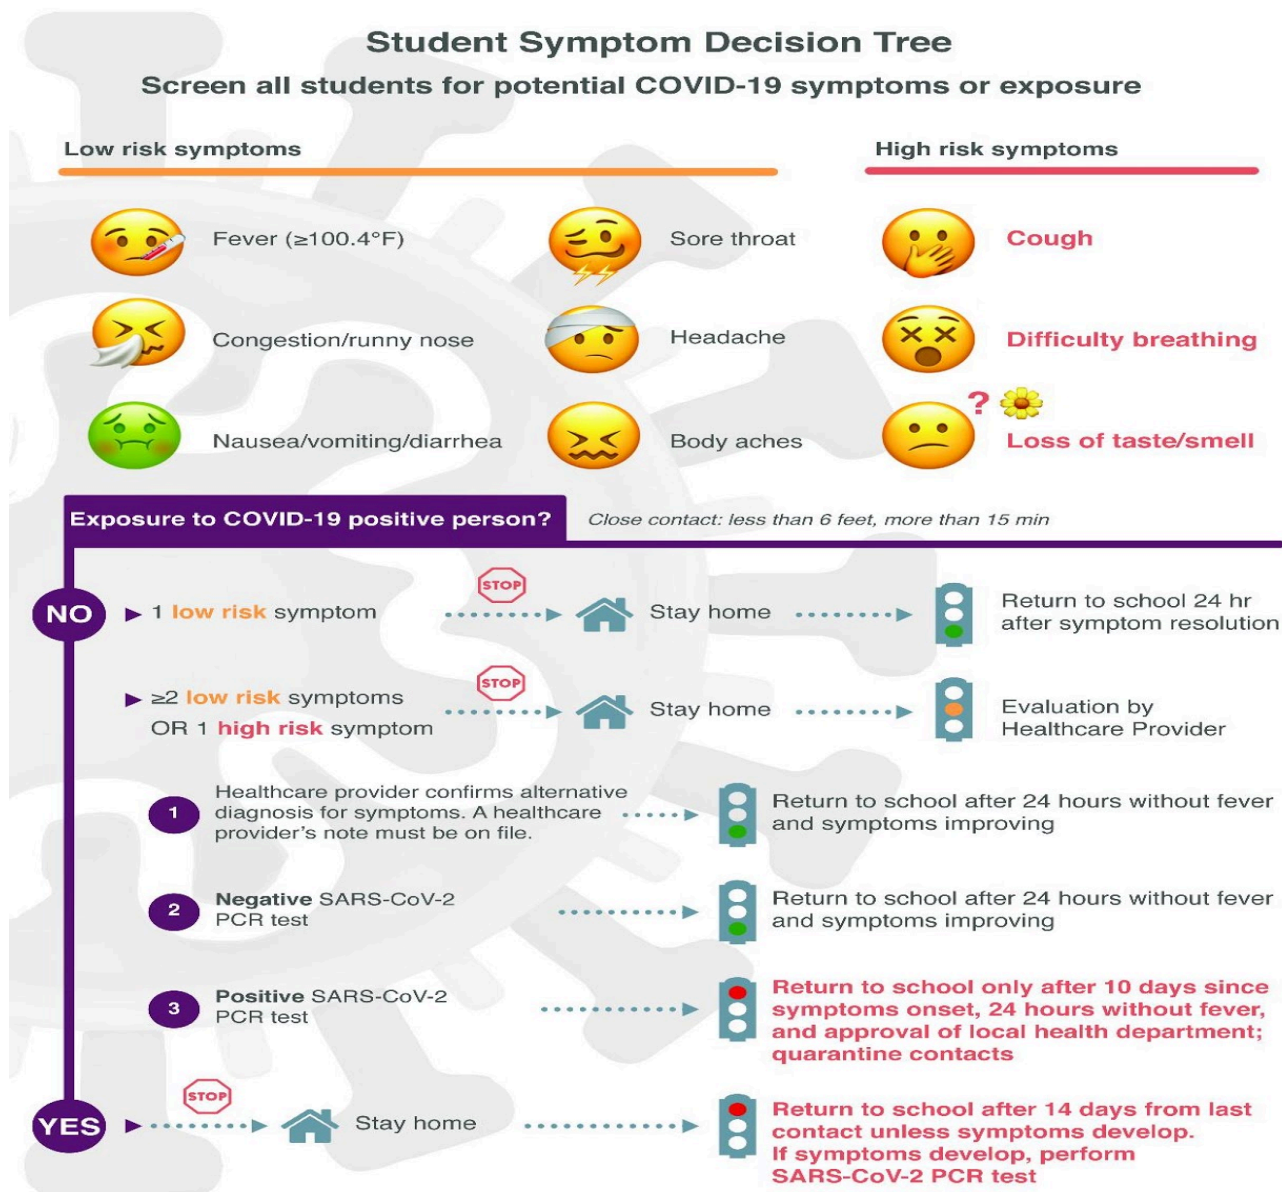 Student Symptom Decision Tree
Screen all students for potential COVID-19 symptoms or exposure
Low risk symptoms
High risk symptoms
Fever (≥100.4°F)
Sore throat
Cough
Congestion/runny nose
Headache
Difficulty breathing
?
Nausea/vomiting/diarrhea
Body aches
Loss of taste/smell
Exposure to COVID-19 positive person?
Close contact: less than 6 feet, more than 15 min
NO
1 low risk symptom
STOP
Stay home
Return to school 24 hr
after symptom resolution
≥2 low risk symptoms
OR 1 high risk symptom
STOP
Stay home
Evaluation by
Healthcare Provider
1
Healthcare provider confirms alternative
diagnosis for symptoms. A healthcare
provider's note must be on file.
Return to school after 24 hours without fever
and symptoms improving
2
Negative SARS-CoV-2
PCR test
Return to school after 24 hours without fever
and symptoms improving
3
Positive SARS-CoV-2
PCR test
Return to school only after 10 days since
symptoms onset, 24 hours without fever,
and approval of local health department;
quarantine contacts
YES
STOP
Stay home
Return to school after 14 days from last
contact unless symptoms develop.
If symptoms develop, perform
SARS-CoV-2 PCR test